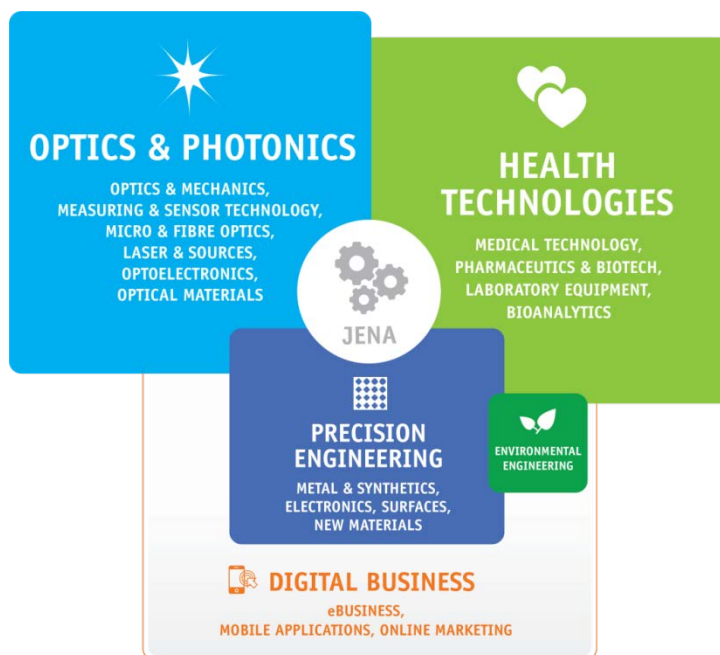 OPTICS & PHOTONICS
OPTICS & MECHANICS,
MEASURING & SENSOR TECHNOLOGY,
MICRO & FIBRE OPTICS,
LASER & SOURCES,
OPTOELECTRONICS,
OPTICAL MATERIALS
HEALTH
TECHNOLOGIES
MEDICAL TECHNOLOGY,
PHARMACEUTICS & BIOTECH,
LABORATORY EQUIPMENT,
BIOANALYTICS
JENA
PRECISION
ENGINEERING
METAL & SYNTHETICS,
ELECTRONICS, SURFACES,
NEW MATERIALS
ENVIRONMENTAL
ENGINEERING
DIGITAL BUSINESS
eBUSINESS,
MOBILE APPLICATIONS, ONLINE MARKETING